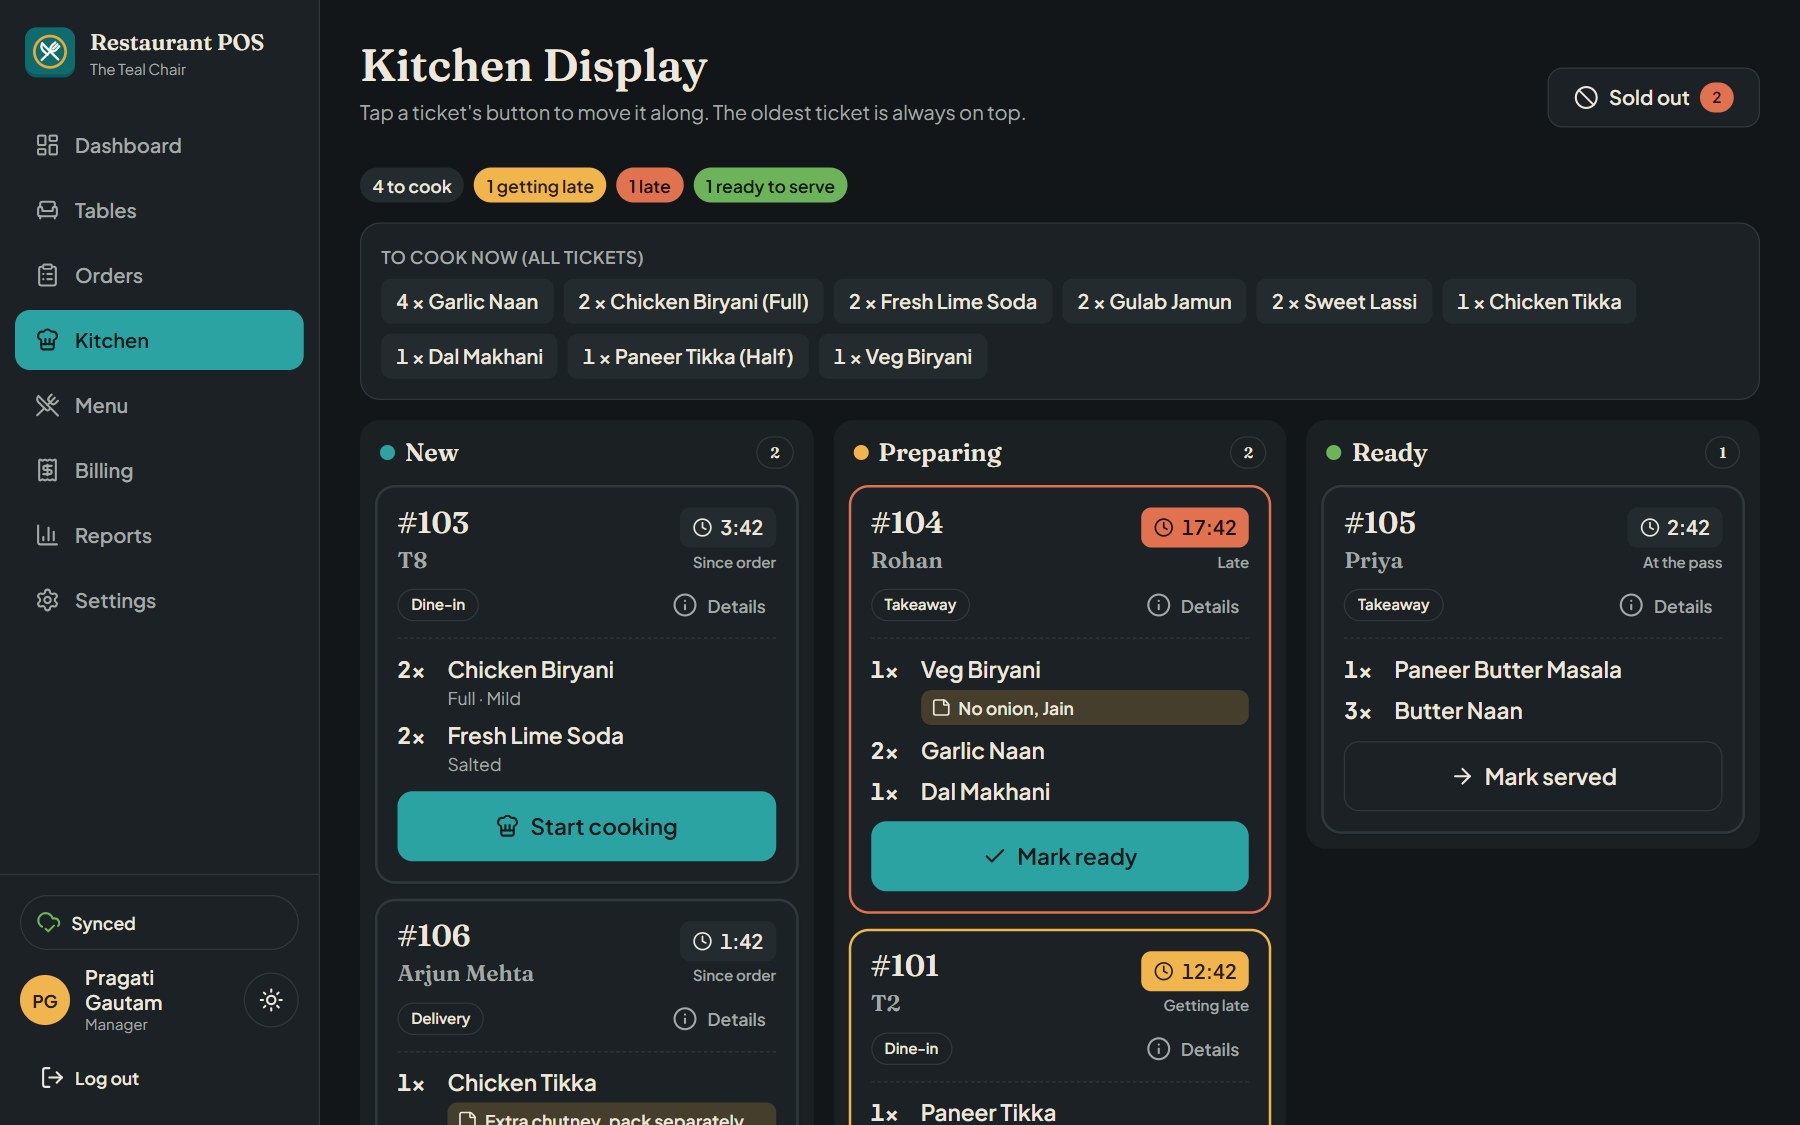 Restaurant POS
The Teal Chair
Dashboard
Tables
Orders
Kitchen
Menu
Billing
Reports
Settings
Synced
PG
Pragati
Gautam
Manager
Log out
Kitchen Display
Tap a ticket's button to move it along. The oldest ticket is always on top.
Sold out 2
4 to cook 1 getting late 1 late 1 ready to serve
TO COOK NOW (ALL TICKETS)
4 × Garlic Naan 2 × Chicken Biryani (Full) 2 × Fresh Lime Soda 2 × Gulab Jamun 2 × Sweet Lassi 1 × Chicken Tikka
1 × Dal Makhani 1 × Paneer Tikka (Half) 1 × Veg Biryani
New 2
#103 3:42
T8 Since order
Dine-in Details
2× Chicken Biryani
Full · Mild
2× Fresh Lime Soda
Salted
Start cooking
#106 1:42
Arjun Mehta Since order
Delivery Details
1× Chicken Tikka
Extra chutney, pack separately
Preparing 2
#104 17:42
Rohan Late
Takeaway Details
1× Veg Biryani
No onion, Jain
2× Garlic Naan
1× Dal Makhani
Mark ready
#101 12:42
T2 Getting late
Dine-in Details
1× Paneer Tikka
Ready 1
#105 2:42
Priya At the pass
Takeaway Details
1× Paneer Butter Masala
3× Butter Naan
Mark served